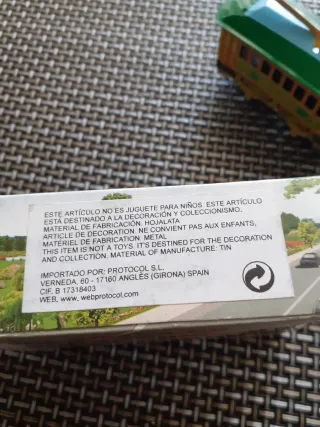 ESTE ARTÍCULO NO ES JUGUETE PARA NIÑOS. ESTE ARTÍCULO
ESTÁ DESTINADO A LA DECORACIÓN Y COLECCIONISMO,
MATERIAL DE FABRICACIÓN: HOJALATA
ARTICLE DE DECORATION. NE CONVIENT PAS AUX ENFANTS,
MATÉRIEL DE FABRICATION: METAL
THIS ITEM IS NOT A TOYS. IT'S DESTINED FOR THE DECORATION
AND COLLECTION, MATERIAL OF MANUFACTURE: TIN
IMPORTADO POR: PROTOCOL S.L.
VERNEDA, 60 - 17160 ANGLÈS (GIRONA) SPAIN
CIF, B 17318403
WEB, www.webprotocol.com